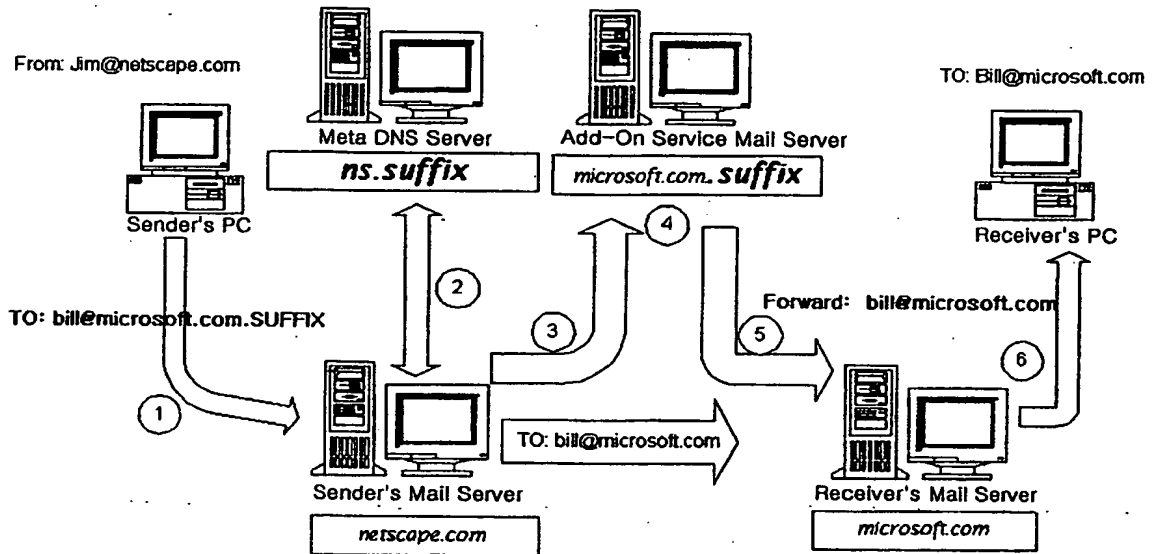 From: Jim@netscape.com
TO: Bill@microsoft.com
Meta DNS Server
Add-On Service Mail Server
ns.suffix
microsoft.com.suffix
Sender's PC
Receiver's PC
4
2
TO: bill@microsoft.com.SUFFIX
Forward: bill@microsoft.com
3
5
6
1
TO: bill@microsoft.com
Sender's Mail Server
Receiver's Mail Server
netscape.com
microsoft.com